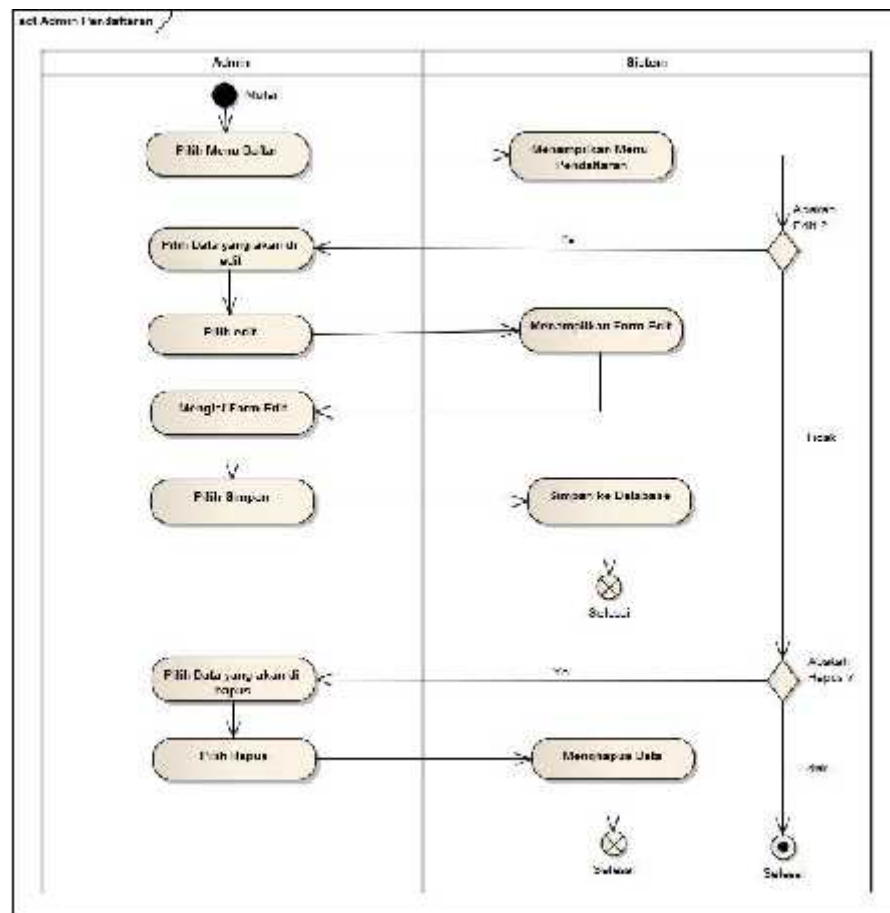 act Admin Pendaftaran
Admin
Sistem
Mulai
Pilih Menu Daftar
Menampilkan Menu
Pendaftaran
Apakah
Edit ?
Ya
Pilih Data yang akan di
edit
Pilih edit
Menampilkan Form Edit
Mengisi Form Edit
Tidak
Pilih Simpan
Simpan ke Database
Selesai
Apakah
Hapus ?
Ya
Pilih Data yang akan di
hapus
Pilih Hapus
Menghapus Data
Selesai
Selesai